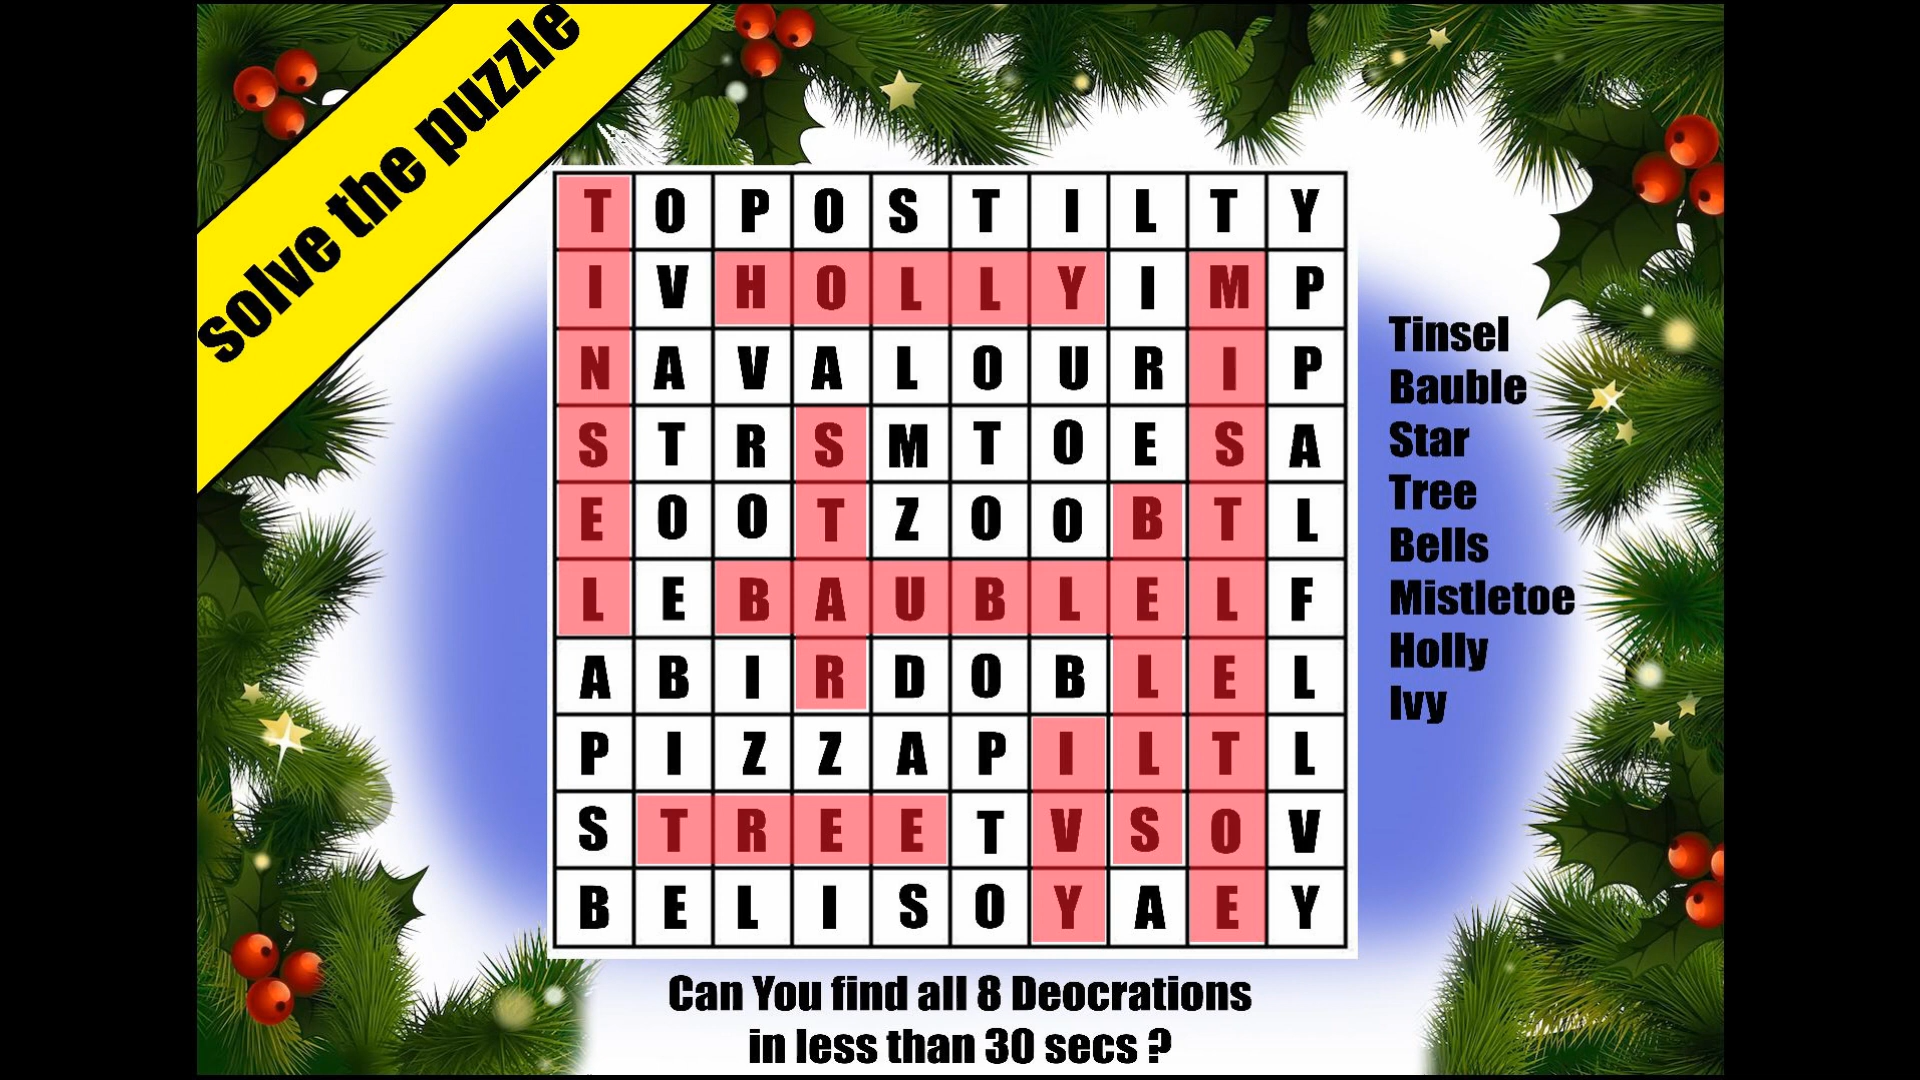 solve the puzzle
T O P O S T I L T Y
I V H O L L Y I M P
N A V A L O U R I P
S T R S M T O E S A
E O O T Z O O B T L
L E B A U B L E L F
A B I R D O B L E L
P I Z Z A P I L T L
S T R E E T V S O V
B E L I S O Y A E Y
Tinsel
Bauble
Star
Tree
Bells
Mistletoe
Holly
Ivy
Can You find all 8 Deocrations
in less than 30 secs ?